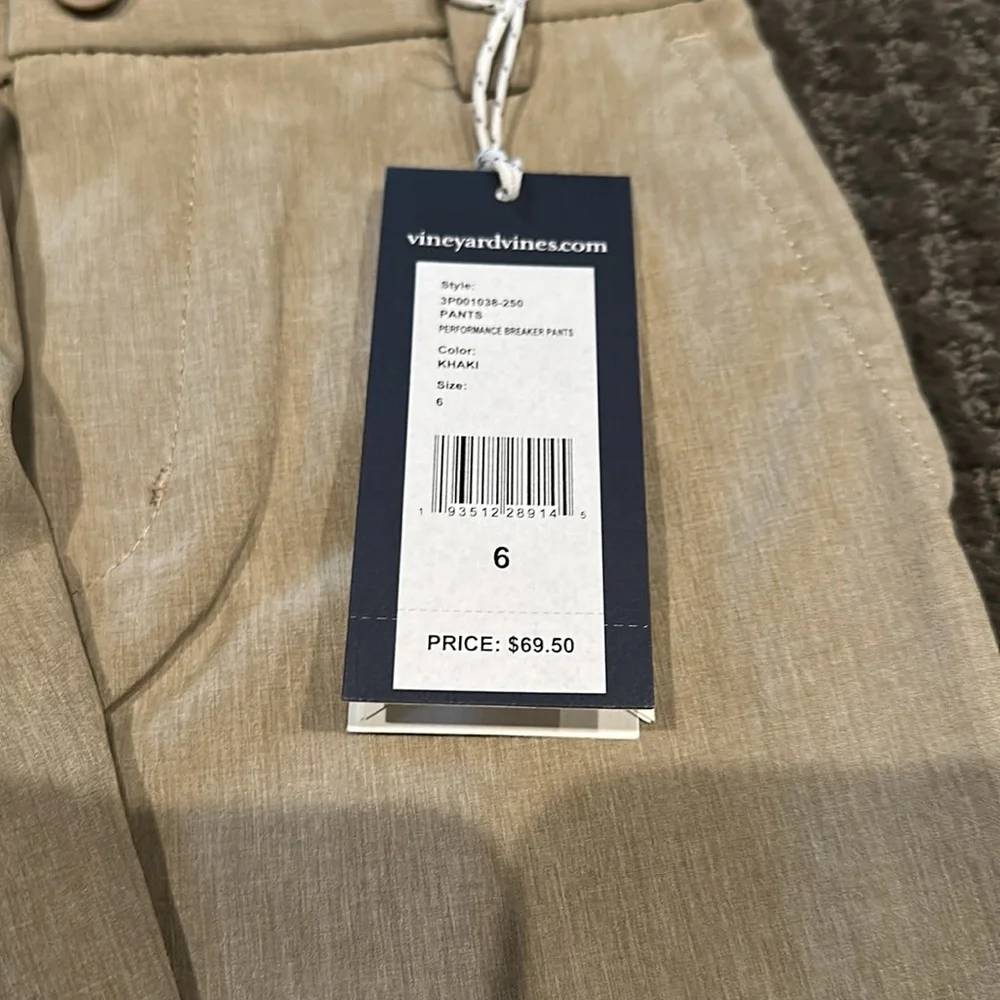 vineyardvines.com
Style:
3P001038-250
PANTS
PERFORMANCE BREAKER PANTS
Color:
KHAKI
Size:
6
1 93512 28914 5
6
PRICE: $69.50